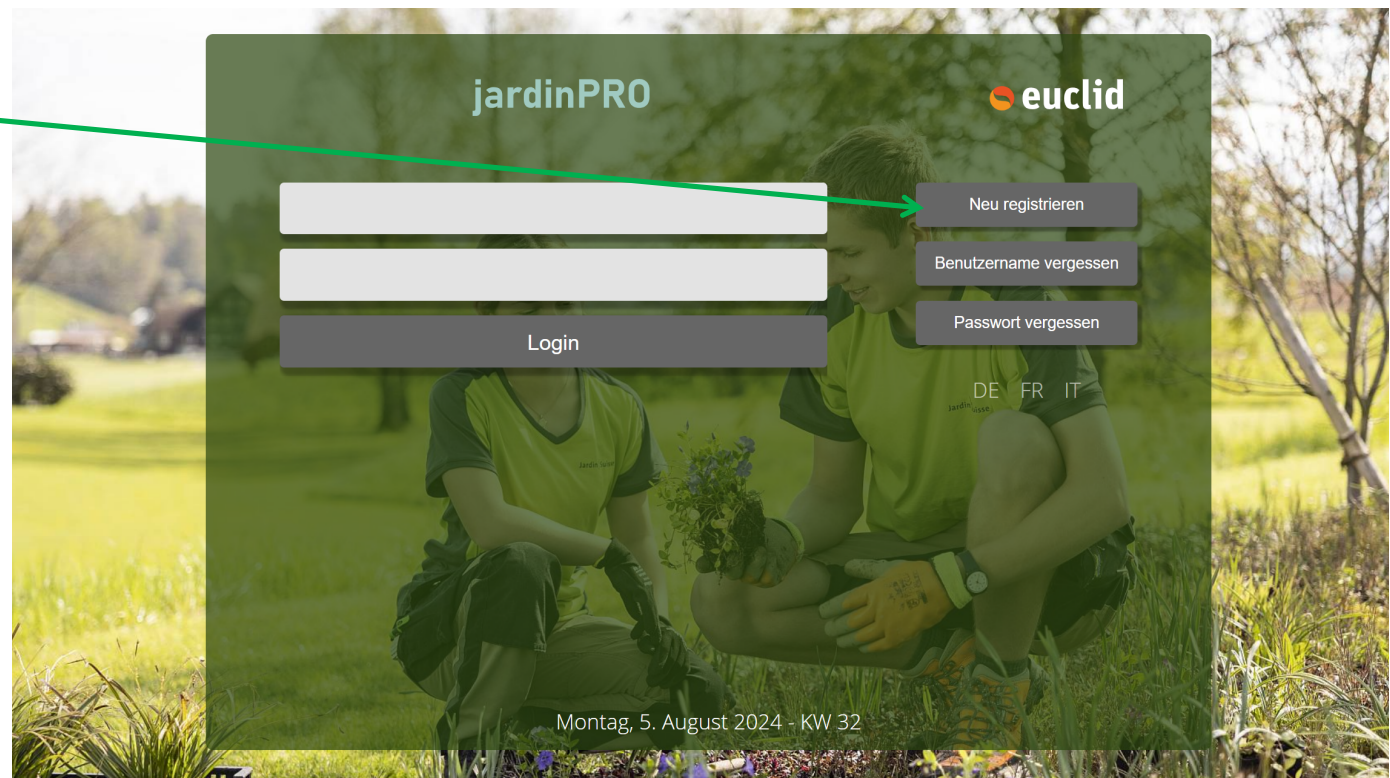 jardinPRO
euclid
Neu registrieren
Benutzername vergessen
Passwort vergessen
Login
DE FR IT
Montag, 5. August 2024 - KW 32